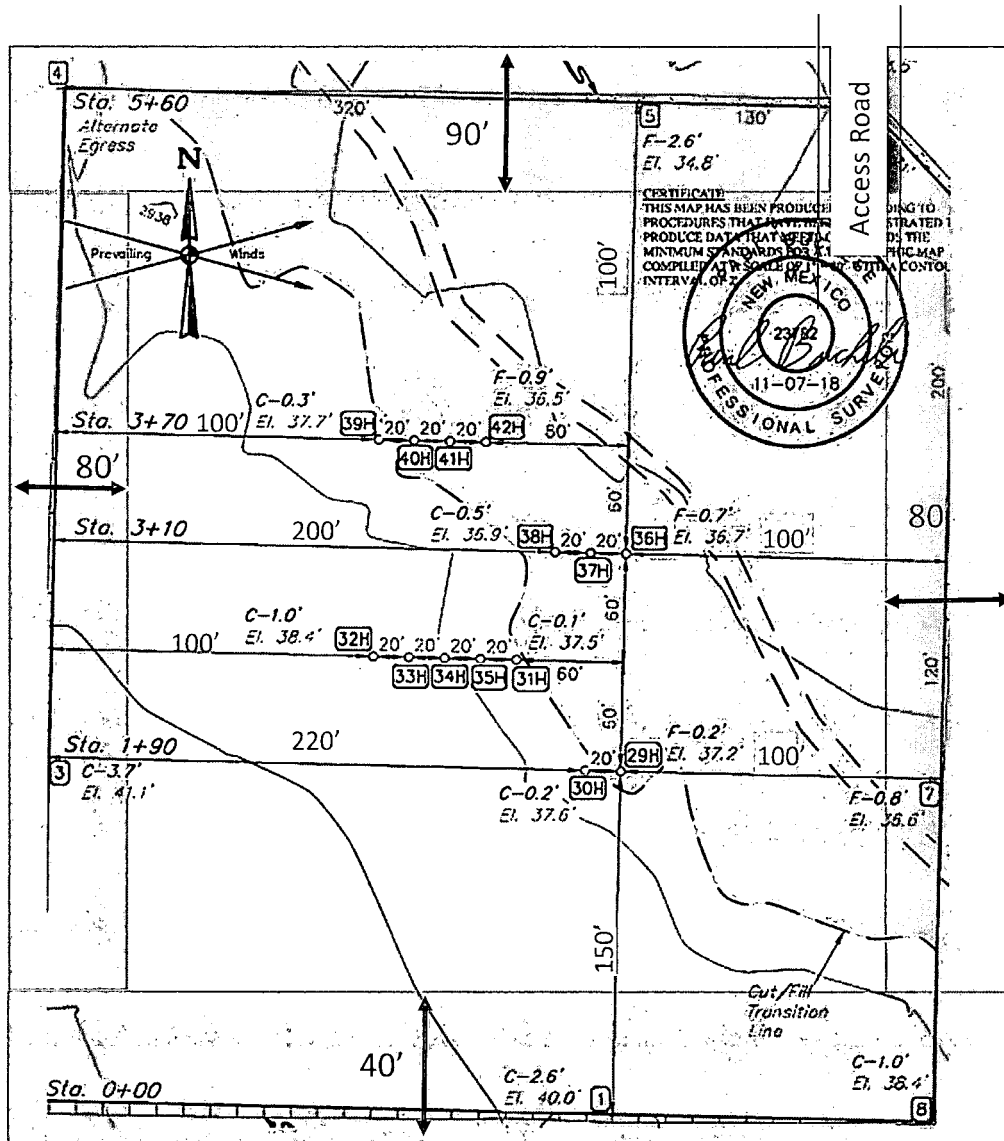 4
Sta. 5+60
Alternate
Egress
320'
90'
5
130'
F-2.6'
El. 34.8'
Access Road
N
2938
Prevailing Winds
CERTIFICATE
THIS MAP HAS BEEN PRODUCE
PROCEDURES THAT HAVE
PRODUCE DATA THAT
MINIMUM STANDARDS
COMPILED AT A SCALE OF
INTERVAL OF
NEW MEXICO
23782
11-07-18
PROFESSIONAL SURVEYOR
100'
200'
Sta. 3+70
100'
C-0.3'
El. 37.7'
39H
20'
20'
20'
42H
40H
41H
F-0.9'
El. 36.5'
80'
80'
60'
Sta. 3+10
200'
C-0.5'
El. 35.9'
38H
20'
20'
36H
37H
F-0.7'
El. 36.7'
100'
80
60'
100'
C-1.0'
El. 38.4'
32H
20'
20'
20'
20'
33H
34H
35H
31H
C-0.1'
El. 37.5'
60'
120'
60'
Sta. 1+90
220'
3
C-3.7'
El. 41.1'
20'
29H
30H
C-0.2'
El. 37.6'
F-0.2'
El. 37.2'
100'
7
F-0.8'
El. 36.6'
150'
Cut/Fill
Transition
Line
40'
Sta. 0+00
C-2.6'
El. 40.0'
1
C-1.0'
El. 38.4'
8